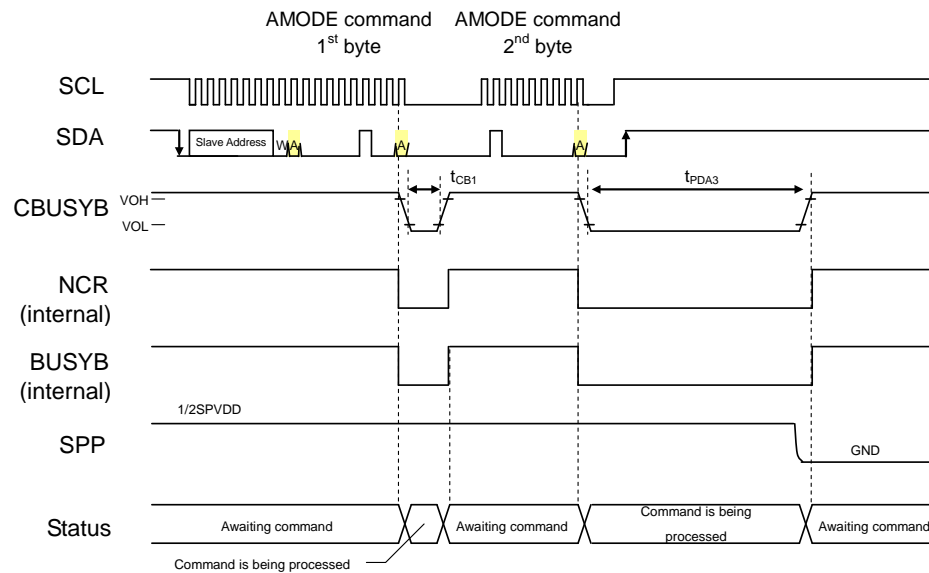 AMODE command
1st byte
AMODE command
2nd byte
SCL
SDA
Slave Address
W
A
A
A
CBUSYB
VOH
VOL
tCB1
tPDA3
NCR
(internal)
BUSYB
(internal)
1/2SPVDD
SPP
GND
Status
Awaiting command
Awaiting command
Command is being
processed
Awaiting command
Command is being processed